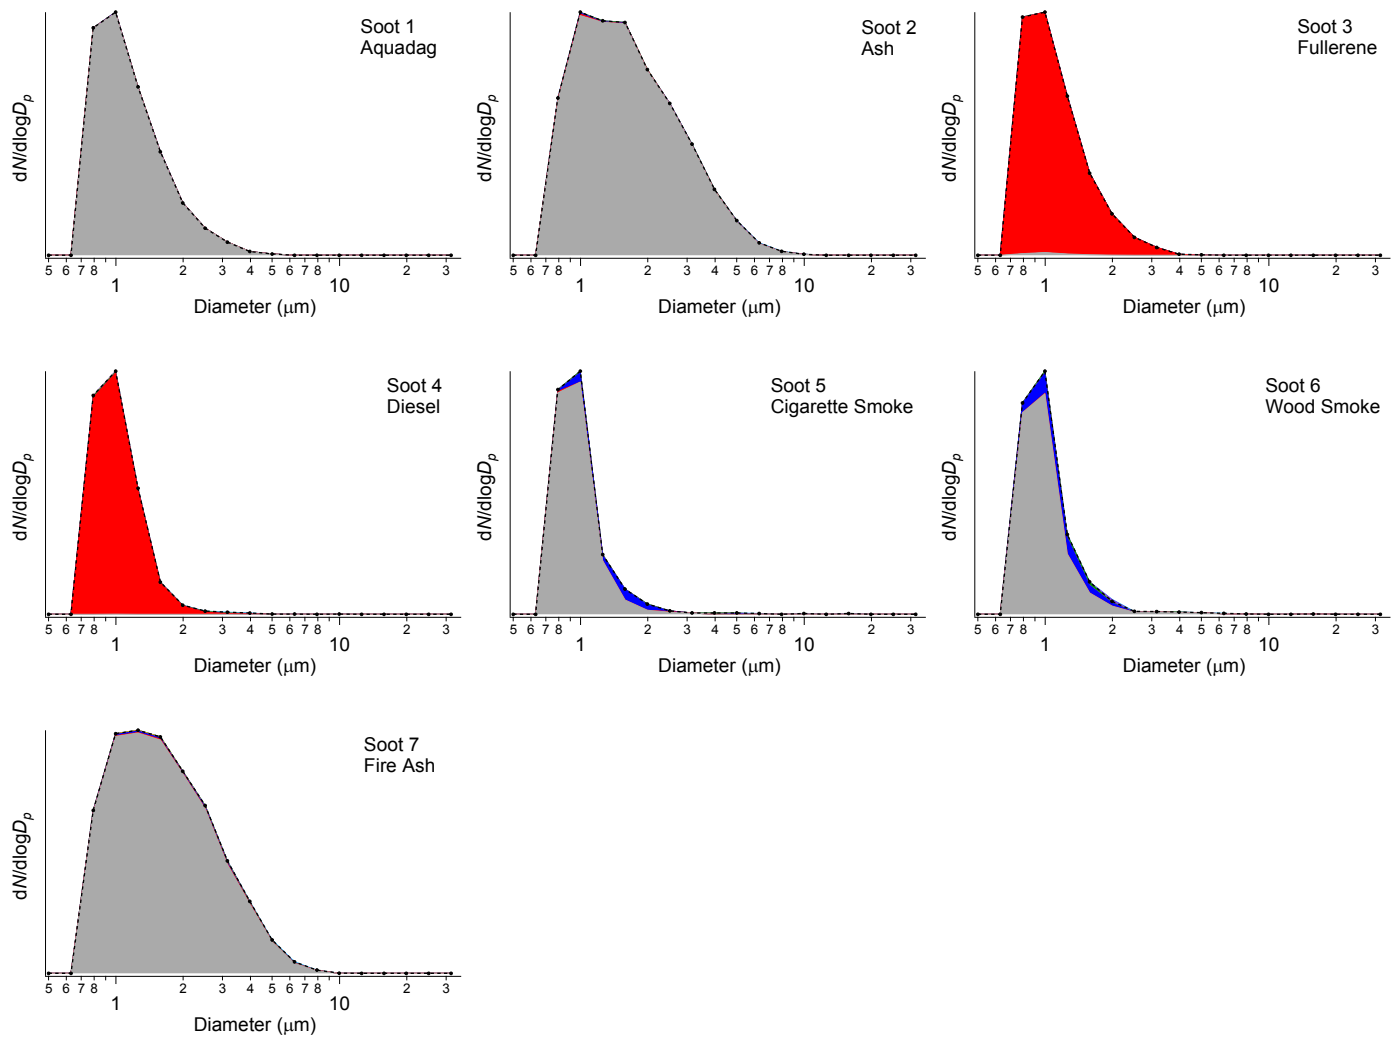 Soot 1
Aquadag
dN/dlogDp
5 6 7 8 1 2 3 4 5 6 7 8 10 2 3
Diameter (μm)
Soot 2
Ash
dN/dlogDp
5 6 7 8 1 2 3 4 5 6 7 8 10 2 3
Diameter (μm)
Soot 3
Fullerene
dN/dlogDp
5 6 7 8 1 2 3 4 5 6 7 8 10 2 3
Diameter (μm)
Soot 4
Diesel
dN/dlogDp
5 6 7 8 1 2 3 4 5 6 7 8 10 2 3
Diameter (μm)
Soot 5
Cigarette Smoke
dN/dlogDp
5 6 7 8 1 2 3 4 5 6 7 8 10 2 3
Diameter (μm)
Soot 6
Wood Smoke
dN/dlogDp
5 6 7 8 1 2 3 4 5 6 7 8 10 2 3
Diameter (μm)
Soot 7
Fire Ash
dN/dlogDp
5 6 7 8 1 2 3 4 5 6 7 8 10 2 3
Diameter (μm)